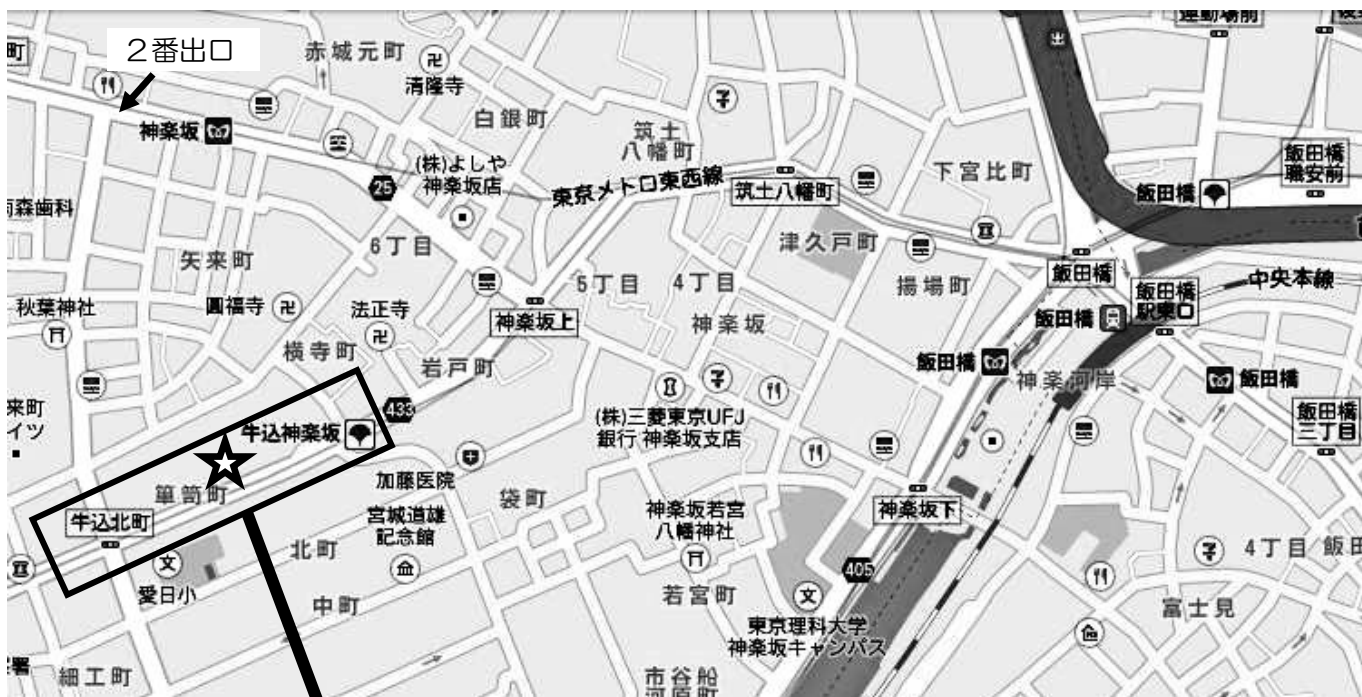 運動場前
２番出口
町
赤城元町
清隆寺
白銀町
筑土
八幡町
神楽坂
(株)よしや
神楽坂店
25
東京メトロ東西線
筑土八幡町
下宮比町
飯田橋
飯田橋
職安前
雨森歯科
矢来町
6丁目
津久戸町
揚場町
飯田橋
飯田橋
駅東口
中央本線
秋葉神社
圓福寺
法正寺
5丁目
4丁目
神楽坂上
神楽坂
飯田橋
横寺町
岩戸町
飯田橋
神楽河岸
飯田橋
来町
イツ
433
牛込神楽坂
(株)三菱東京UFJ
銀行 神楽坂支店
飯田橋
三丁目
箪笥町
加藤医院
袋町
牛込北町
宮城道雄
記念館
神楽坂若宮
八幡神社
神楽坂下
北町
405
4丁目
飯田
愛日小
中町
若宮町
富士見
東京理科大学
神楽坂キャンパス
署
細工町
市谷船
河原町